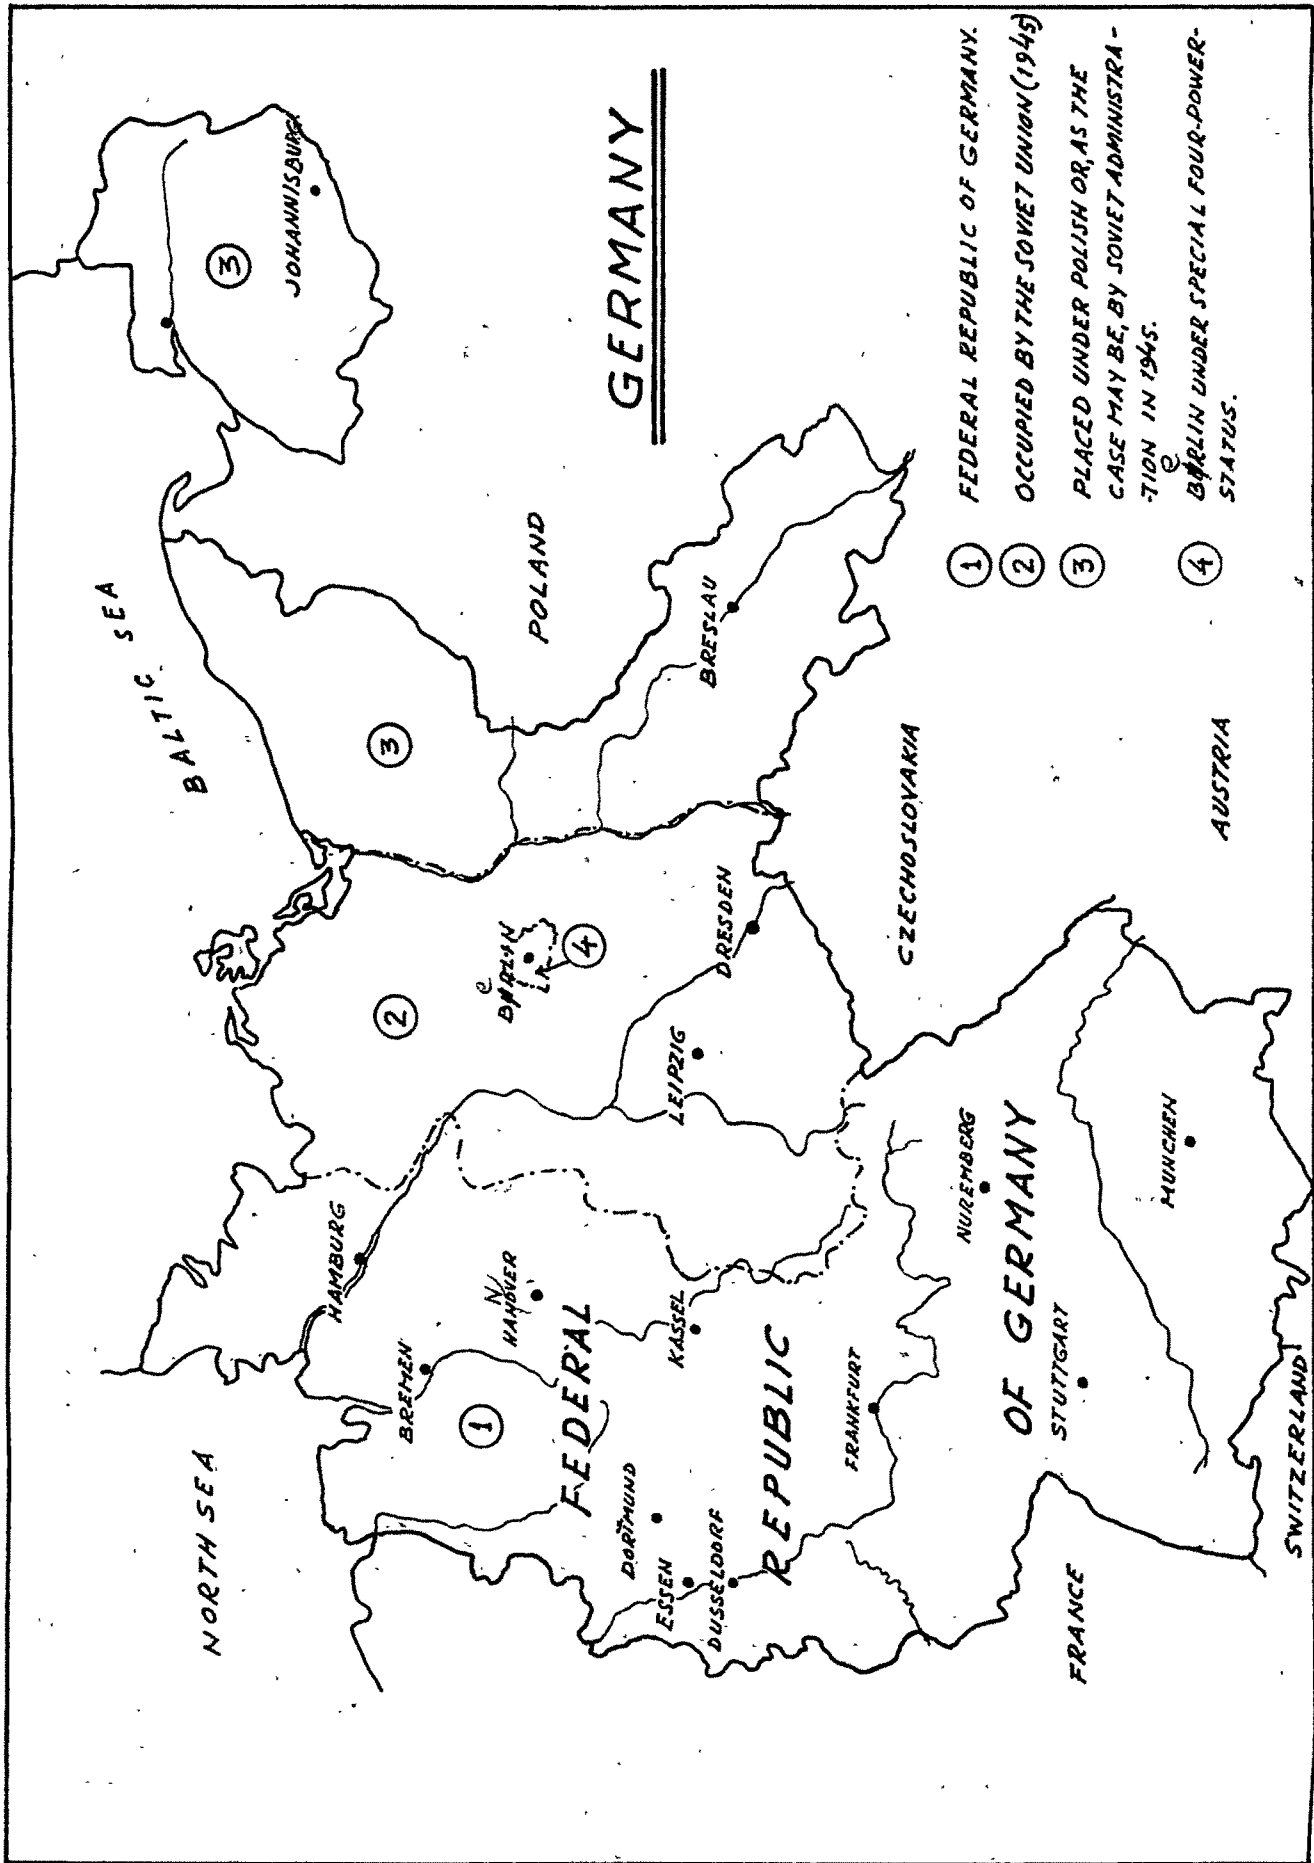 GERMANY
NORTH SEA
BALTIC SEA
HAMBURG
BREMEN
HANOVER
N
BERLIN
POLAND
JOHANNISBURG
1
2
3
3
4
FEDERAL
REPUBLIC
OF GERMANY
DORTMUND
ESSEN
DUSSELDORF
KASSEL
LEIPZIG
DRESDEN
BRESLAU
FRANKFURT
NUREMBERG
STUTTGART
MUNCHEN
CZECHOSLOVAKIA
FRANCE
SWITZERLAND
AUSTRIA
1 FEDERAL REPUBLIC OF GERMANY.
2 OCCUPIED BY THE SOVIET UNION (1945)
3 PLACED UNDER POLISH OR, AS THE
CASE MAY BE, BY SOVIET ADMINISTRA-
-TION IN 1945.
4 BERLIN UNDER SPECIAL FOUR-POWER-
STATUS.